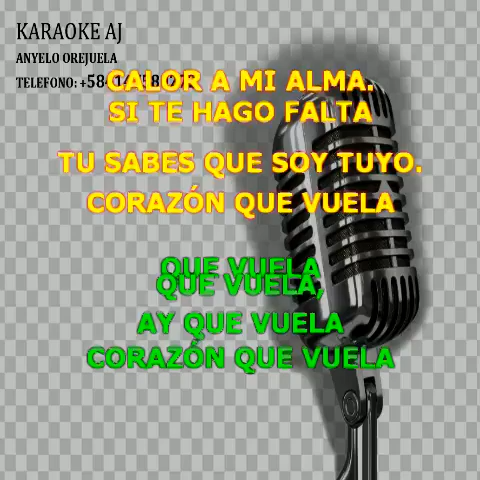 KARAOKE AJ
ANYELO OREJUELA
TELEFONO: +58
CALOR A MI ALMA.
SI TE HAGO FALTA
TU SABES QUE SOY TUYO.
CORAZÓN QUE VUELA
QUE VUELA
QUE VUELA,
AY QUE VUELA
CORAZÓN QUE VUELA